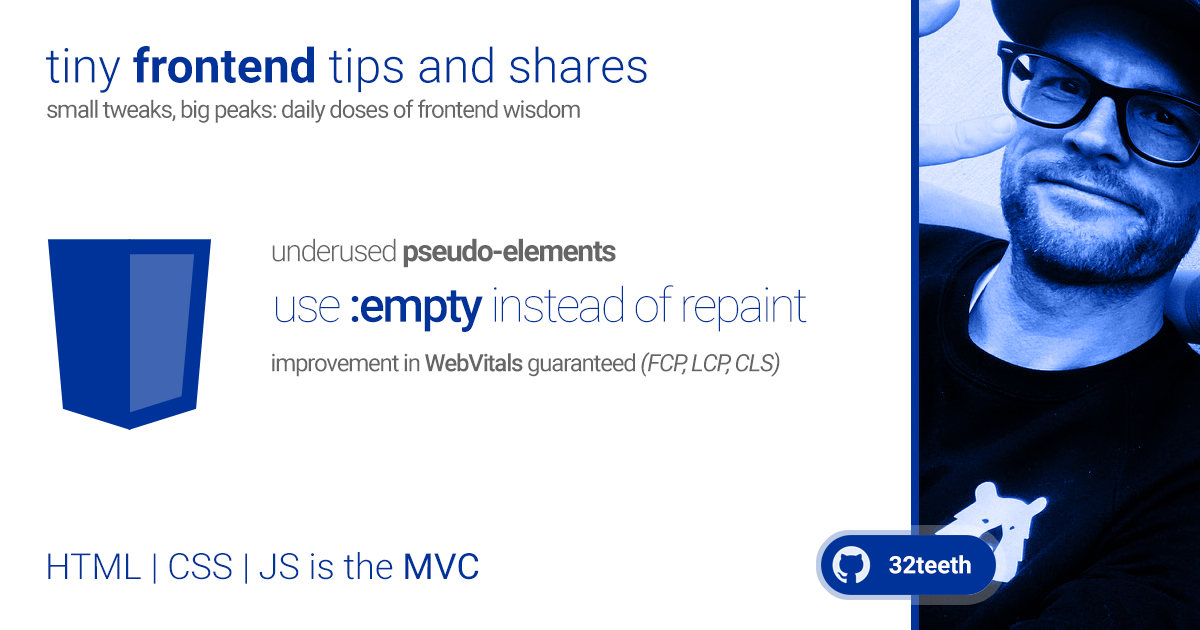 tiny frontend tips and shares
small tweaks, big peaks: daily doses of frontend wisdom
underused pseudo-elements
use :empty instead of repaint
improvement in WebVitals guaranteed (FCP, LCP, CLS)
HTML | CSS | JS is the MVC
32teeth